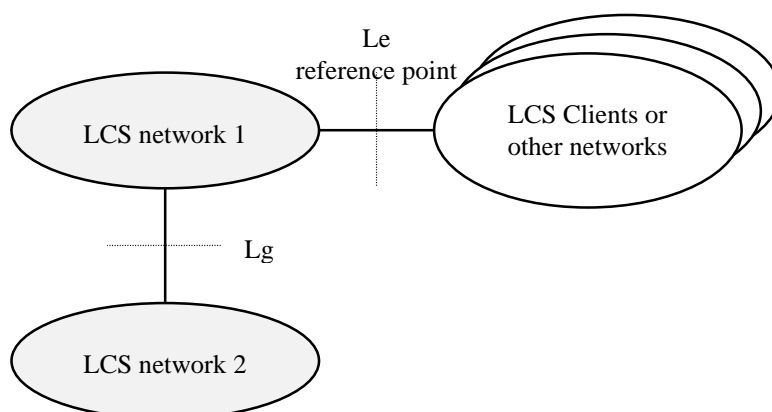 Le
reference point
LCS network 1
LCS Clients or
other networks
Lg
LCS network 2